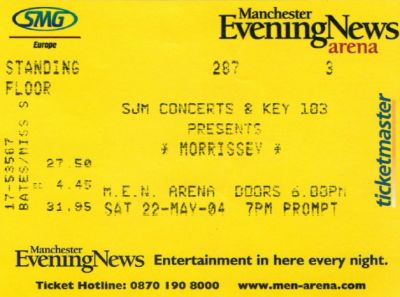 SMG
Europe
Manchester
Evening News
arena
STANDING 287 3
FLOOR
SJM CONCERTS & KEY 103
PRESENTS
* MORRISSEY *
M.E.N. ARENA DOORS 6.00PM
SAT 22-MAY-04 7PM PROMPT
17-53567
BATES/MISS S
27.50
4.45
31.95
ticketmaster
Manchester
Evening News Entertainment in here every night.
Ticket Hotline: 0870 190 8000 www.men-arena.com